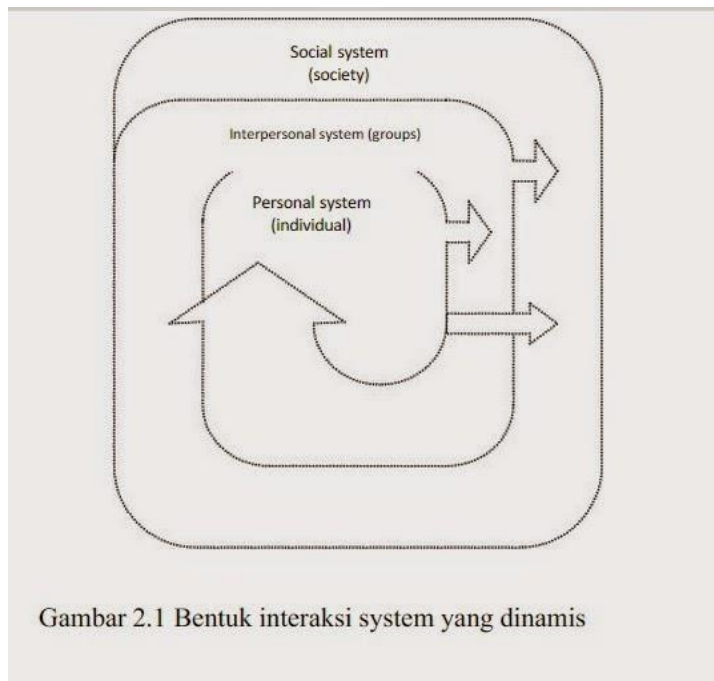 Social system
(society)
Interpersonal system (groups)
Personal system
(individual)
Gambar 2.1 Bentuk interaksi system yang dinamis